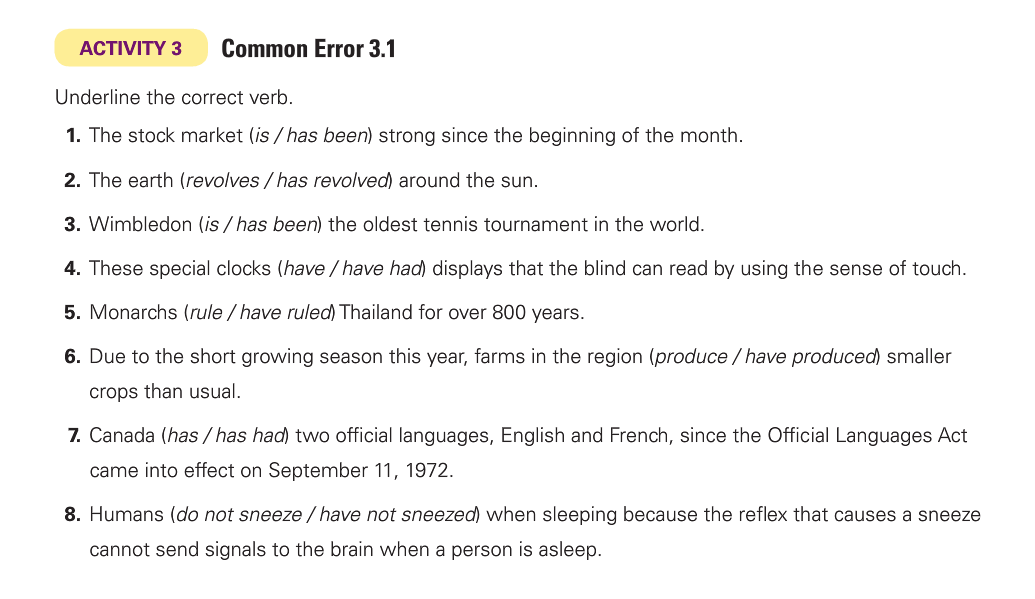 ACTIVITY 3 Common Error 3.1
Underline the correct verb.
1. The stock market (is / has been) strong since the beginning of the month.
2. The earth (revolves / has revolved) around the sun.
3. Wimbledon (is / has been) the oldest tennis tournament in the world.
4. These special clocks (have / have had) displays that the blind can read by using the sense of touch.
5. Monarchs (rule / have ruled) Thailand for over 800 years.
6. Due to the short growing season this year, farms in the region (produce / have produced) smaller
crops than usual.
7. Canada (has / has had) two official languages, English and French, since the Official Languages Act
came into effect on September 11, 1972.
8. Humans (do not sneeze / have not sneezed) when sleeping because the reflex that causes a sneeze
cannot send signals to the brain when a person is asleep.